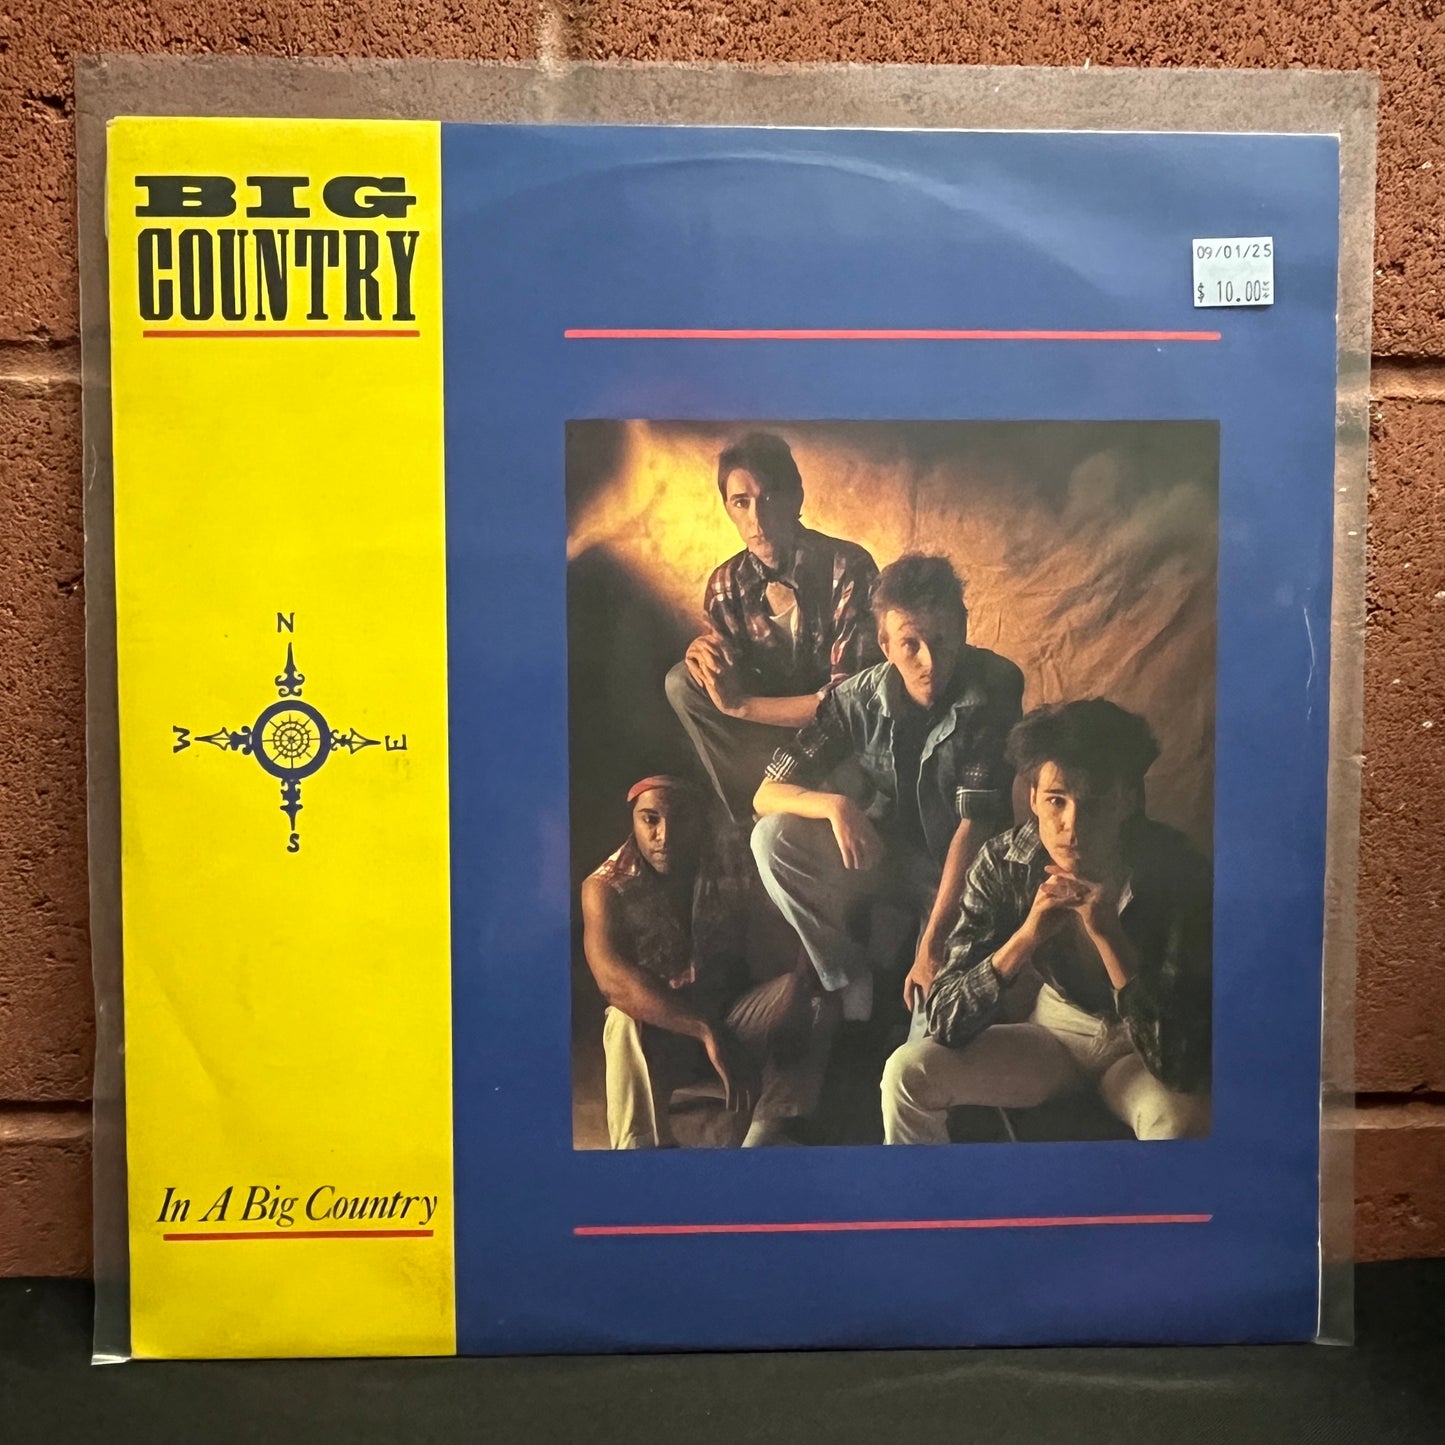 BIG
COUNTRY
09/01/25
$ 10.00
N
W E
S
In A Big Country